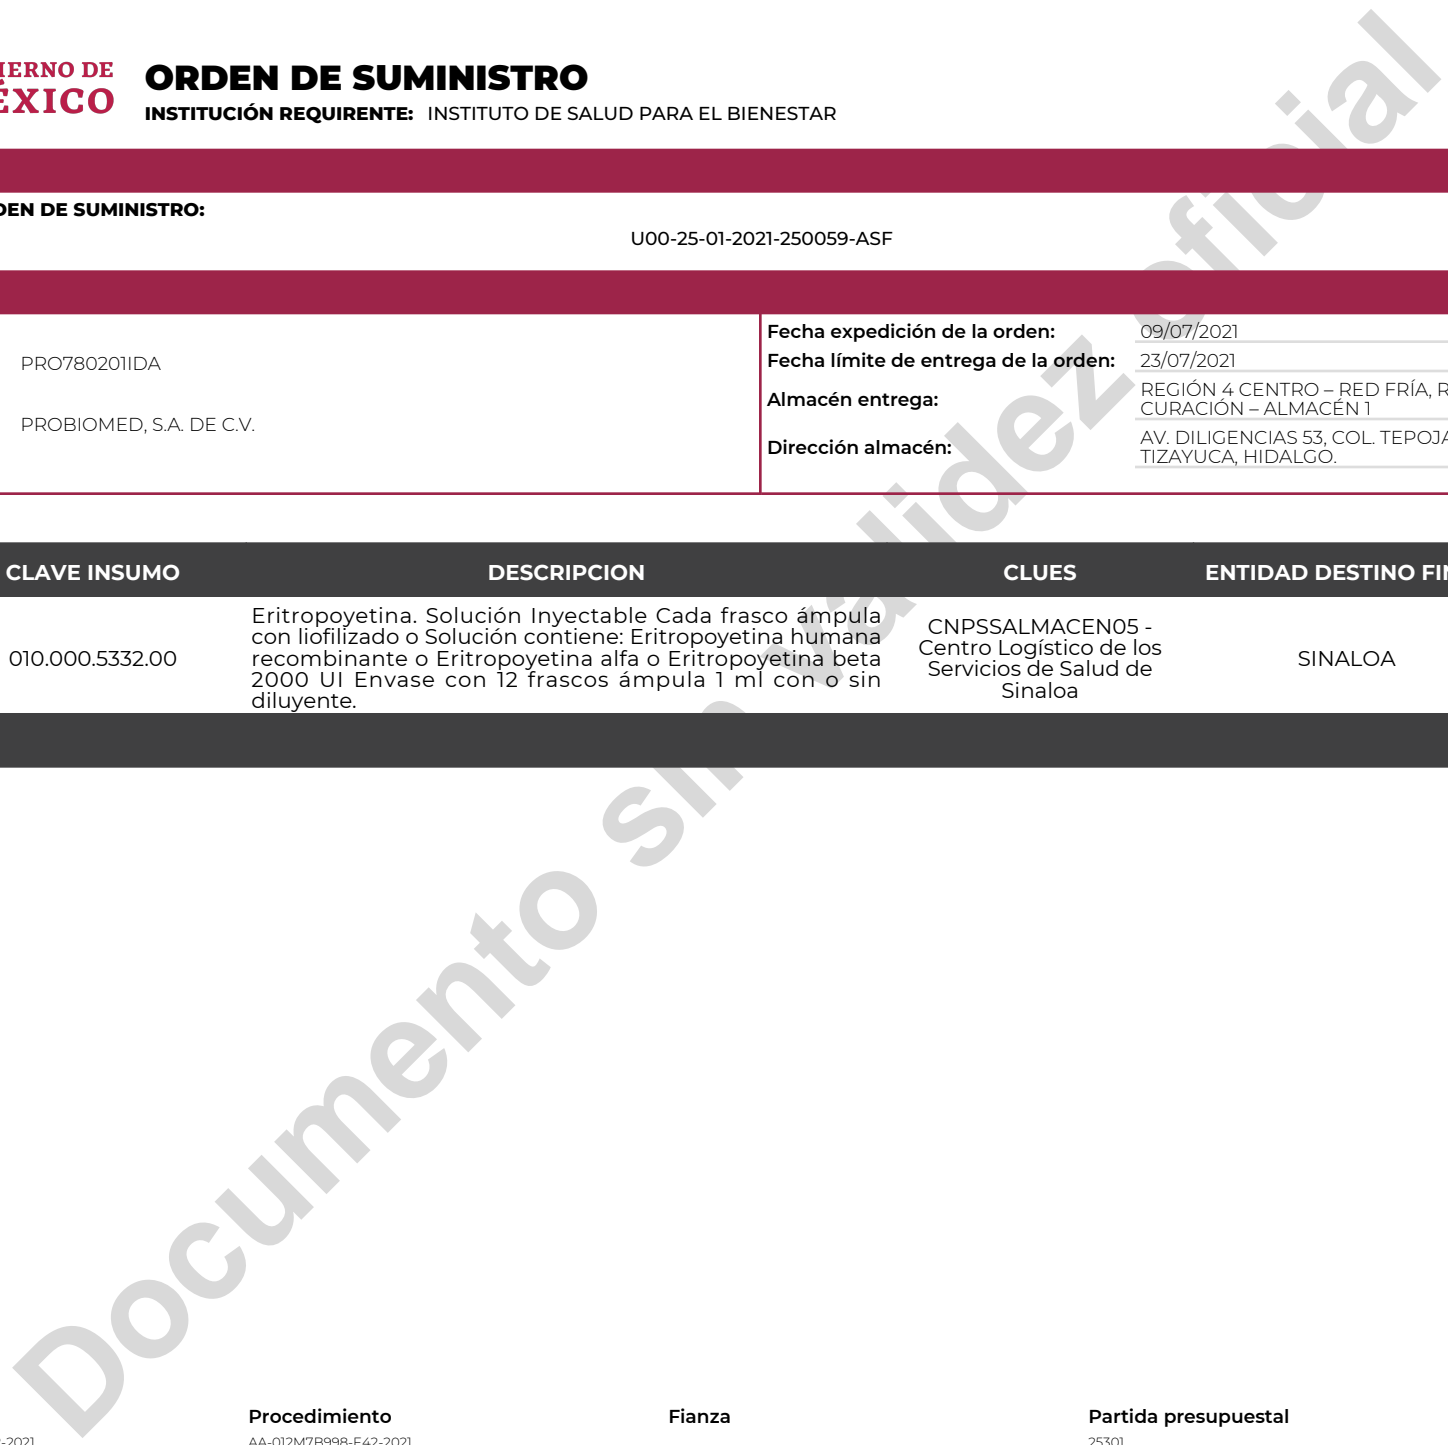 IERNO DE
ÉXICO
ORDEN DE SUMINISTRO
INSTITUCIÓN REQUIRENTE: INSTITUTO DE SALUD PARA EL BIENESTAR
DEN DE SUMINISTRO:
U00-25-01-2021-250059-ASF
PRO780201IDA
PROBIOMED, S.A. DE C.V.
Fecha expedición de la orden: 09/07/2021
Fecha límite de entrega de la orden: 23/07/2021
Almacén entrega: REGIÓN 4 CENTRO – RED FRÍA, R
CURACIÓN – ALMACÉN 1
Dirección almacén: AV. DILIGENCIAS 53, COL. TEPOJA
TIZAYUCA, HIDALGO.
CLAVE INSUMO DESCRIPCION CLUES ENTIDAD DESTINO FIN
010.000.5332.00
Eritropoyetina. Solución Inyectable Cada frasco ámpula
con liofilizado o Solución contiene: Eritropoyetina humana
recombinante o Eritropoyetina alfa o Eritropoyetina beta
2000 UI Envase con 12 frascos ámpula 1 ml con o sin
diluyente.
CNPSSALMACEN05 -
Centro Logístico de los
Servicios de Salud de
Sinaloa
SINALOA
Documento sin validez oficial
Procedimiento Fianza Partida presupuestal
-2021 AA-012M7B998-E42-2021 25301